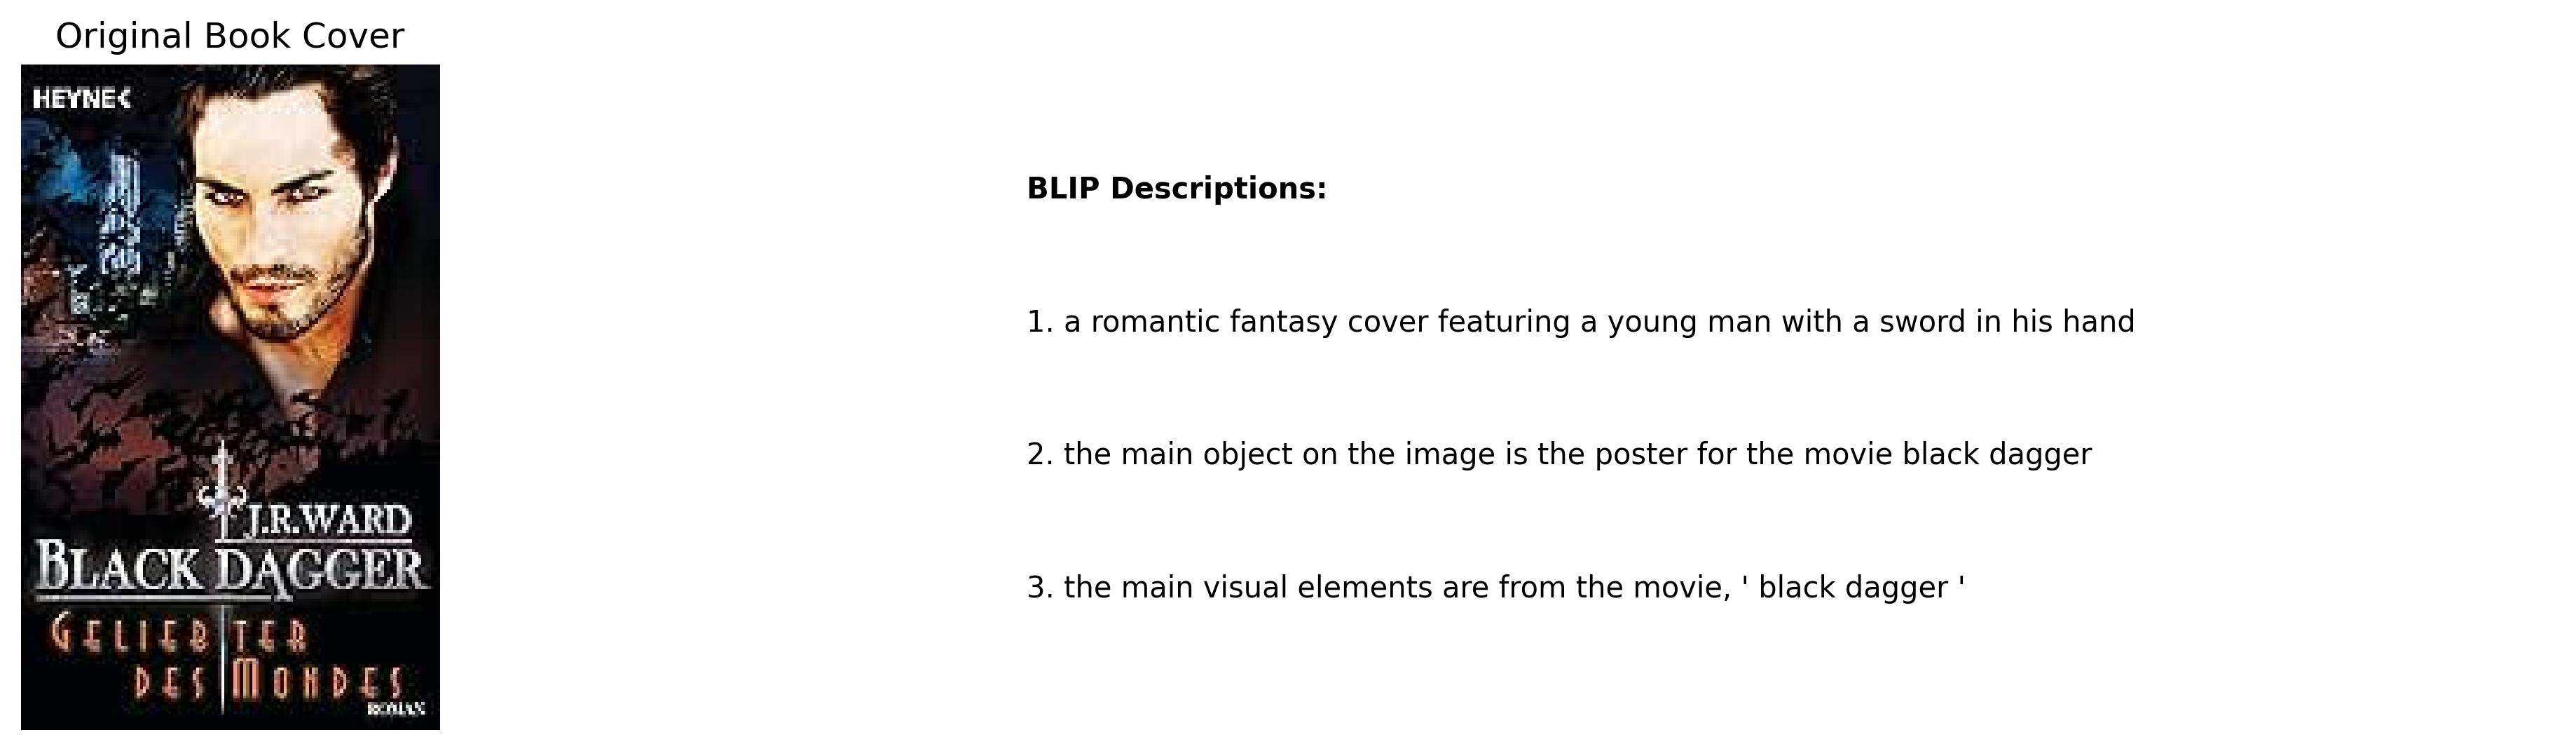 Original Book Cover
HEYNE<
J.R.WARD
BLACK DAGGER
GELIEBTER
DES MONDES
ROMAN
BLIP Descriptions:
1. a romantic fantasy cover featuring a young man with a sword in his hand
2. the main object on the image is the poster for the movie black dagger
3. the main visual elements are from the movie, ' black dagger '